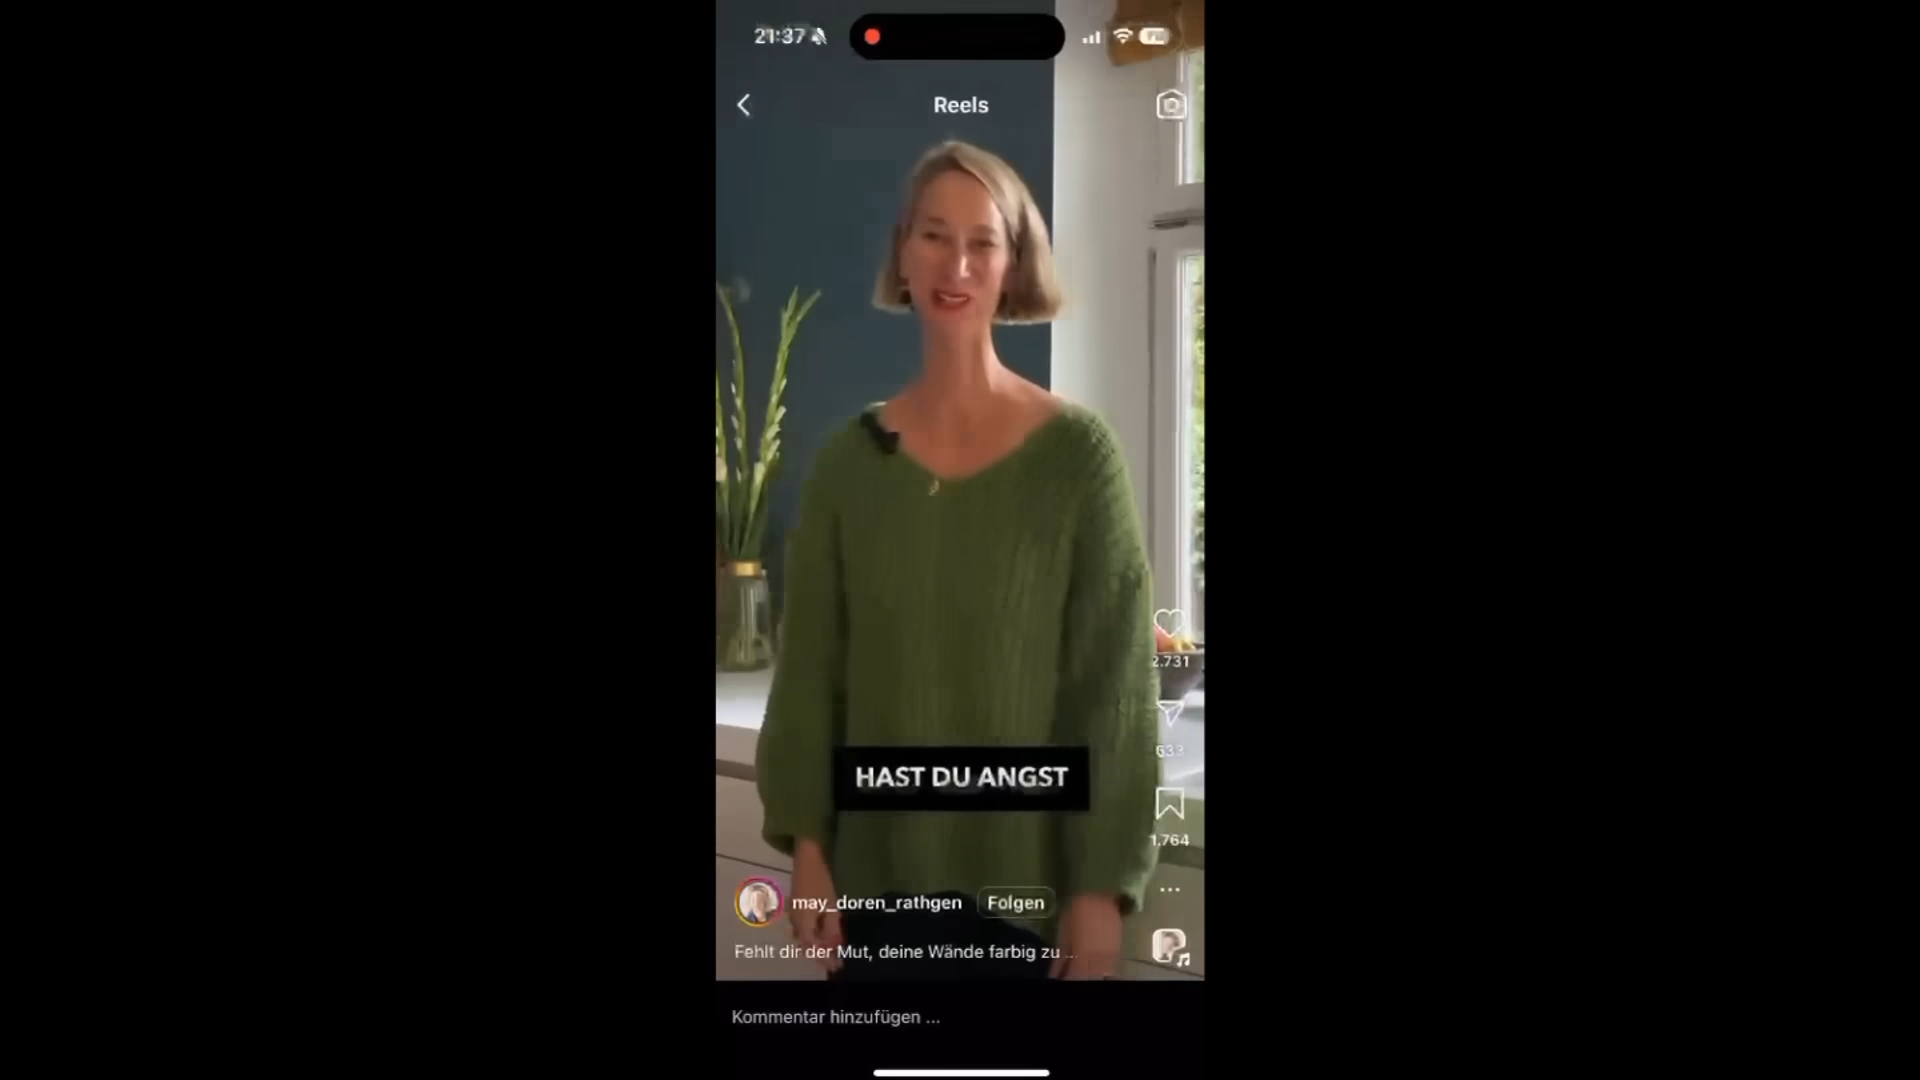 21:37
Reels
2.731
633
HAST DU ANGST
1.764
may_doren_rathgen Folgen
Fehlt dir der Mut, deine Wände farbig zu ...
Kommentar hinzufügen ...